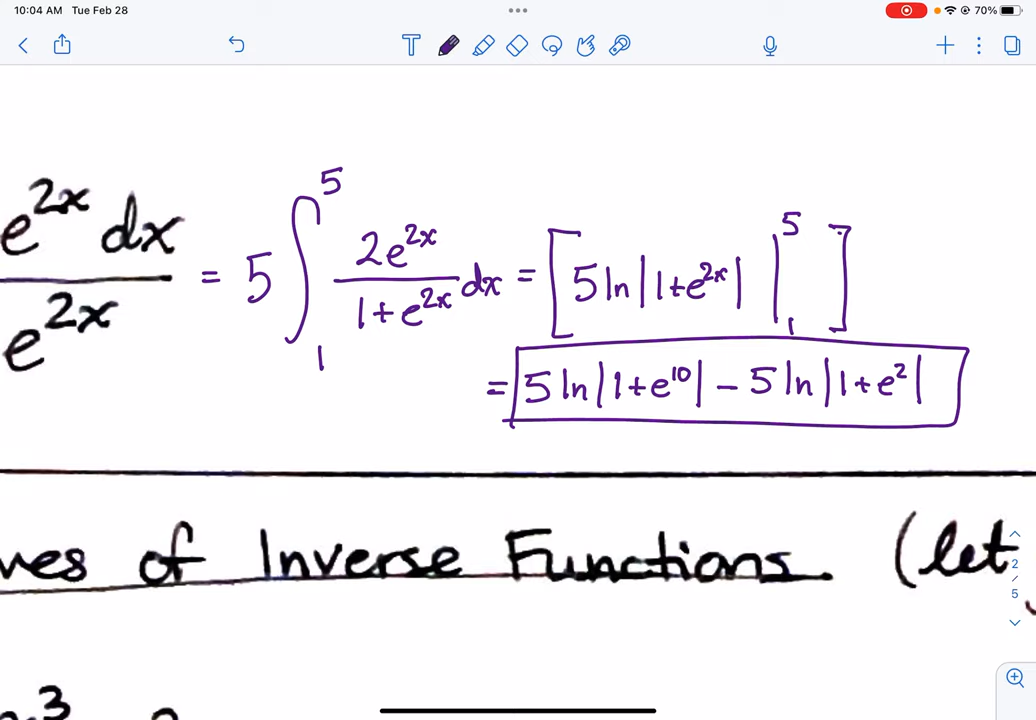 10:04 AM Tue Feb 28
70%
e^{2x} dx / e^{2x} = 5 ∫_1^5 2e^{2x} / 1+e^{2x} dx = [5 ln|1+e^{2x}| |_1^5]
= 5 ln|1+e^{10}| - 5 ln|1+e^2|
ves of Inverse Functions. (let
2 / 5
3